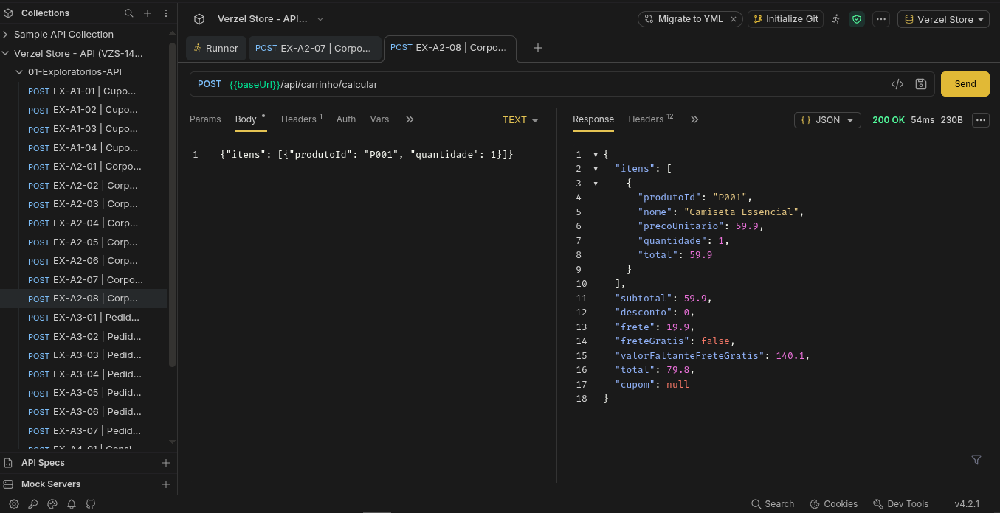 Collections
Sample API Collection
Verzel Store - API (VZS-14...
01-Exploratorios-API
POST EX-A1-01 | Cupo...
POST EX-A1-02 | Cupo...
POST EX-A1-03 | Cupo...
POST EX-A1-04 | Cupo...
POST EX-A2-01 | Corpo...
POST EX-A2-02 | Corp...
POST EX-A2-03 | Corp...
POST EX-A2-04 | Corp...
POST EX-A2-05 | Corp...
POST EX-A2-06 | Corp...
POST EX-A2-07 | Corpo...
POST EX-A2-08 | Corp...
POST EX-A3-01 | Pedid...
POST EX-A3-02 | Pedid...
POST EX-A3-03 | Pedid...
POST EX-A3-04 | Pedid...
POST EX-A3-05 | Pedid...
POST EX-A3-06 | Pedid...
POST EX-A3-07 | Pedid...
API Specs
Mock Servers
Verzel Store - API...
Migrate to YML
Initialize Git
Verzel Store
Runner
POST EX-A2-07 | Corpo...
POST EX-A2-08 | Corpo...
POST {{baseUrl}}/api/carrinho/calcular
Send
Params Body Headers 1 Auth Vars TEXT
1 {"itens": [{"produtoId": "P001", "quantidade": 1}]}
Response Headers 12 { } JSON 200 OK 54ms 230B
1 {
2 "itens": [
3 {
4 "produtoId": "P001",
5 "nome": "Camiseta Essencial",
6 "precoUnitario": 59.9,
7 "quantidade": 1,
8 "total": 59.9
9 }
10 ],
11 "subtotal": 59.9,
12 "desconto": 0,
13 "frete": 19.9,
14 "freteGratis": false,
15 "valorFaltanteFreteGratis": 140.1,
16 "total": 79.8,
17 "cupom": null
18 }
Search
Cookies
Dev Tools
v4.2.1